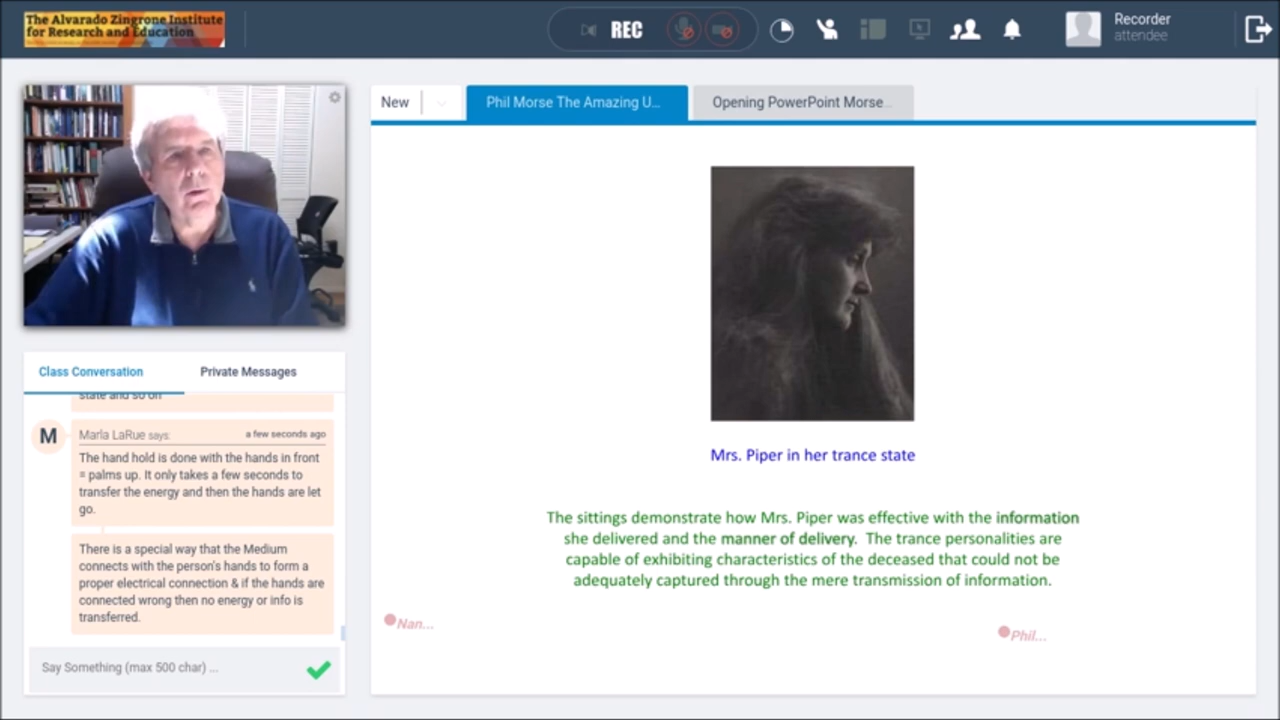 The Alvarado Zingrone Institute
for Research and Education
REC
Recorder
attendee
New
Phil Morse The Amazing U...
Opening PowerPoint Morse
Class Conversation
Private Messages
state and so on
M
Marla LaRue says:
a few seconds ago
The hand hold is done with the hands in front
= palms up. It only takes a few seconds to
transfer the energy and then the hands are let
go.
There is a special way that the Medium
connects with the person's hands to form a
proper electrical connection & if the hands are
connected wrong then no energy or info is
transferred.
Say Something (max 500 char) ...
Mrs. Piper in her trance state
The sittings demonstrate how Mrs. Piper was effective with the information
she delivered and the manner of delivery. The trance personalities are
capable of exhibiting characteristics of the deceased that could not be
adequately captured through the mere transmission of information.
Nan...
Phil...